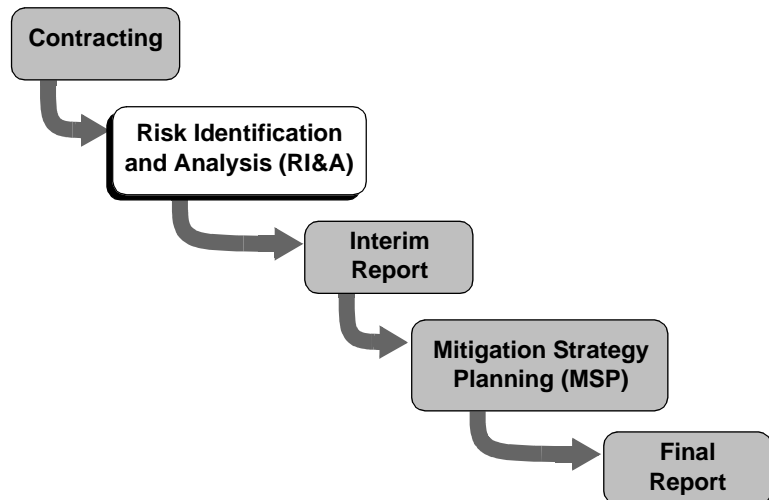 Contracting
Risk Identification
and Analysis (RI&A)
Interim
Report
Mitigation Strategy
Planning (MSP)
Final
Report